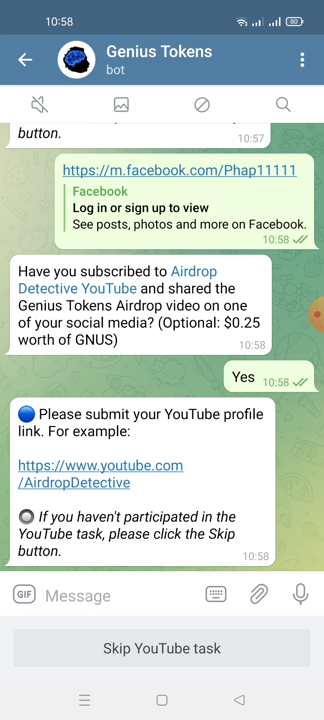 10:58
80
Genius Tokens
bot
button.
10:57
https://m.facebook.com/Phap11111
Facebook
Log in or sign up to view
See posts, photos and more on Facebook.
10:58
Have you subscribed to Airdrop
Detective YouTube and shared the
Genius Tokens Airdrop video on one
of your social media? (Optional: $0.25
worth of GNUS)
10:58
Yes
10:58
Please submit your YouTube profile
link. For example:
https://www.youtube.com
/AirdropDetective
If you haven't participated in the
YouTube task, please click the Skip
button.
10:58
GIF
Message
Skip YouTube task